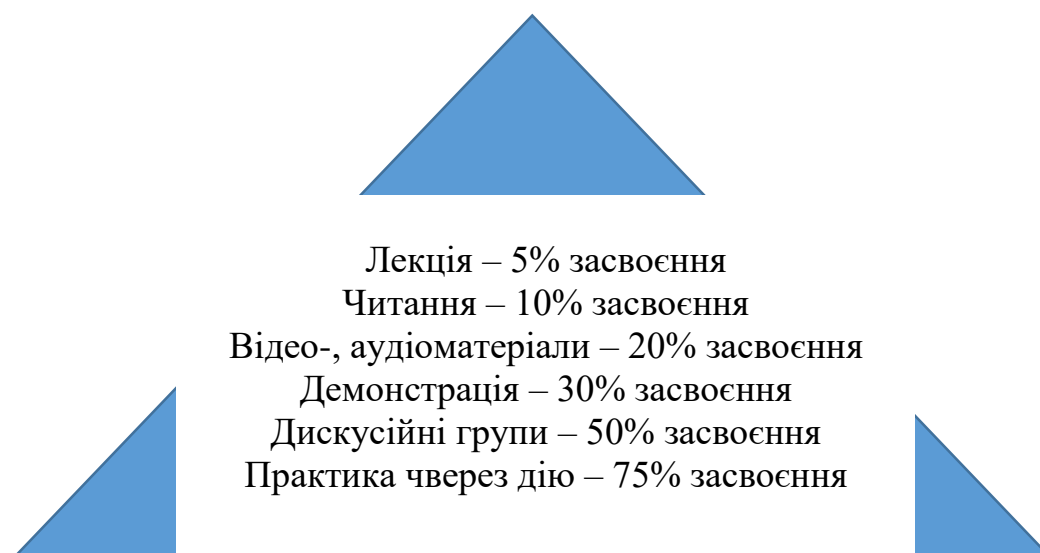 Лекція – 5% засвоєння
Читання – 10% засвоєння
Відео-, аудіоматеріали – 20% засвоєння
Демонстрація – 30% засвоєння
Дискусійні групи – 50% засвоєння
Практика чверез дію – 75% засвоєння